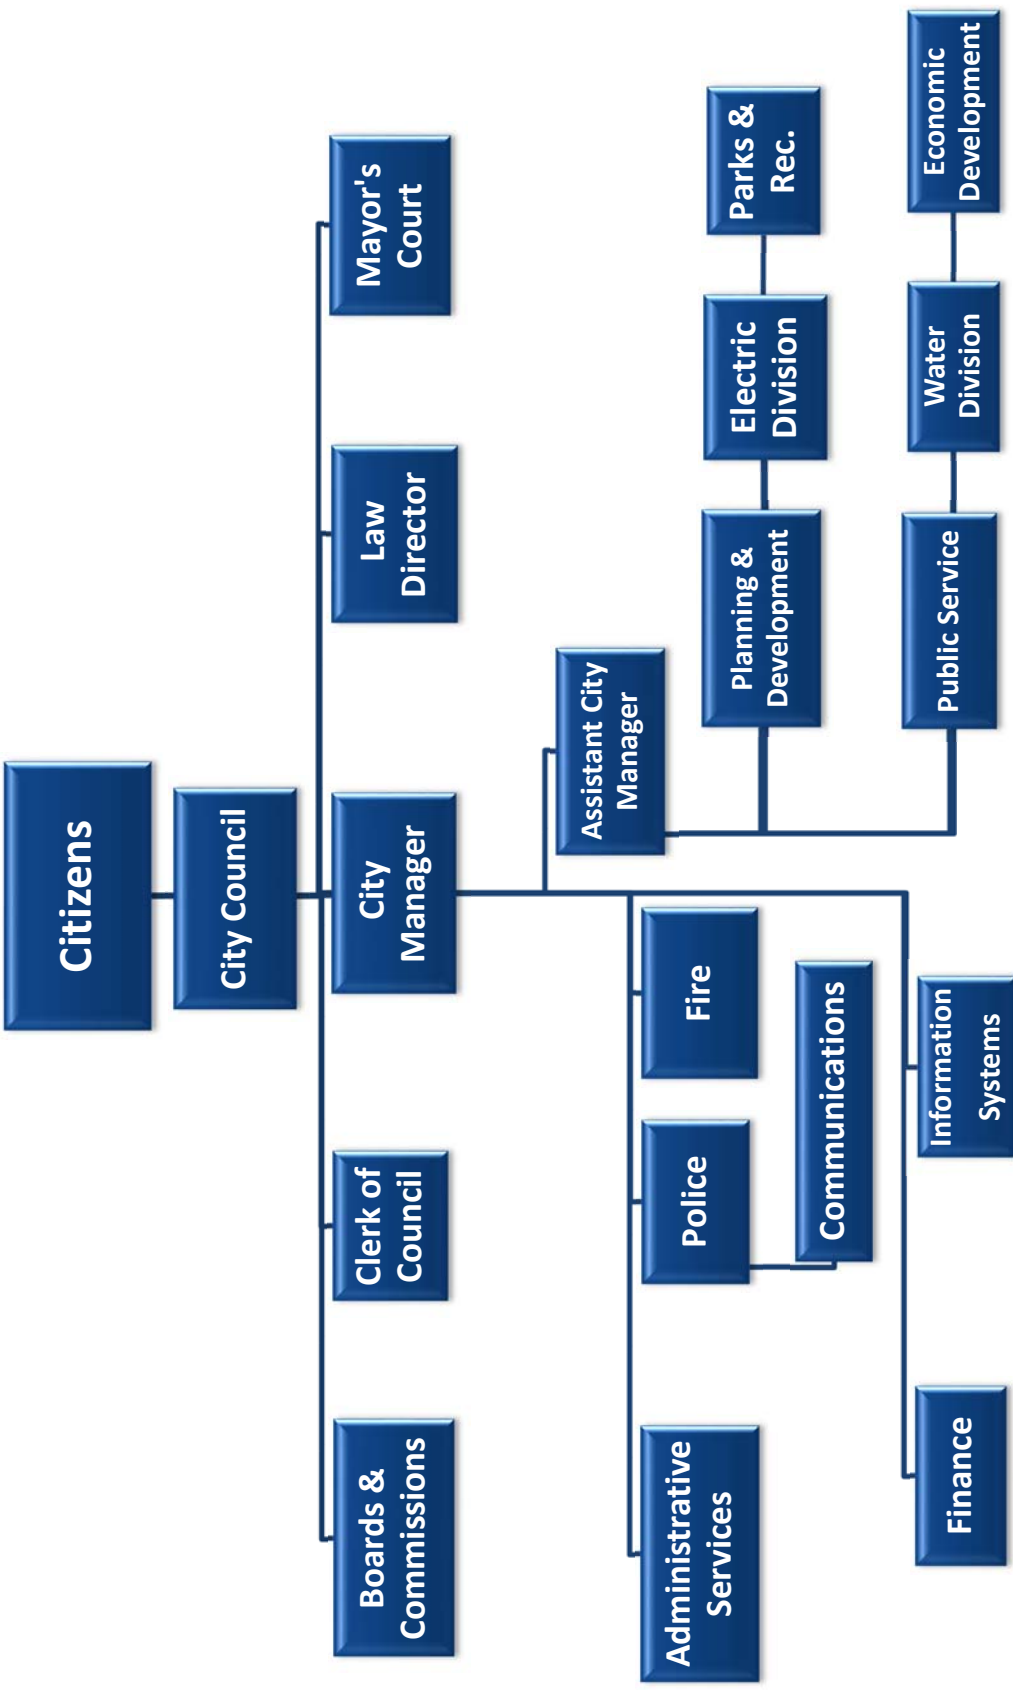 Citizens
City Council
Boards &
Commissions
Clerk of
Council
City
Manager
Law
Director
Mayor's
Court
Assistant City
Manager
Administrative
Services
Police
Fire
Planning &
Development
Electric
Division
Parks &
Rec.
Communications
Finance
Information
Systems
Public Service
Water
Division
Economic
Development